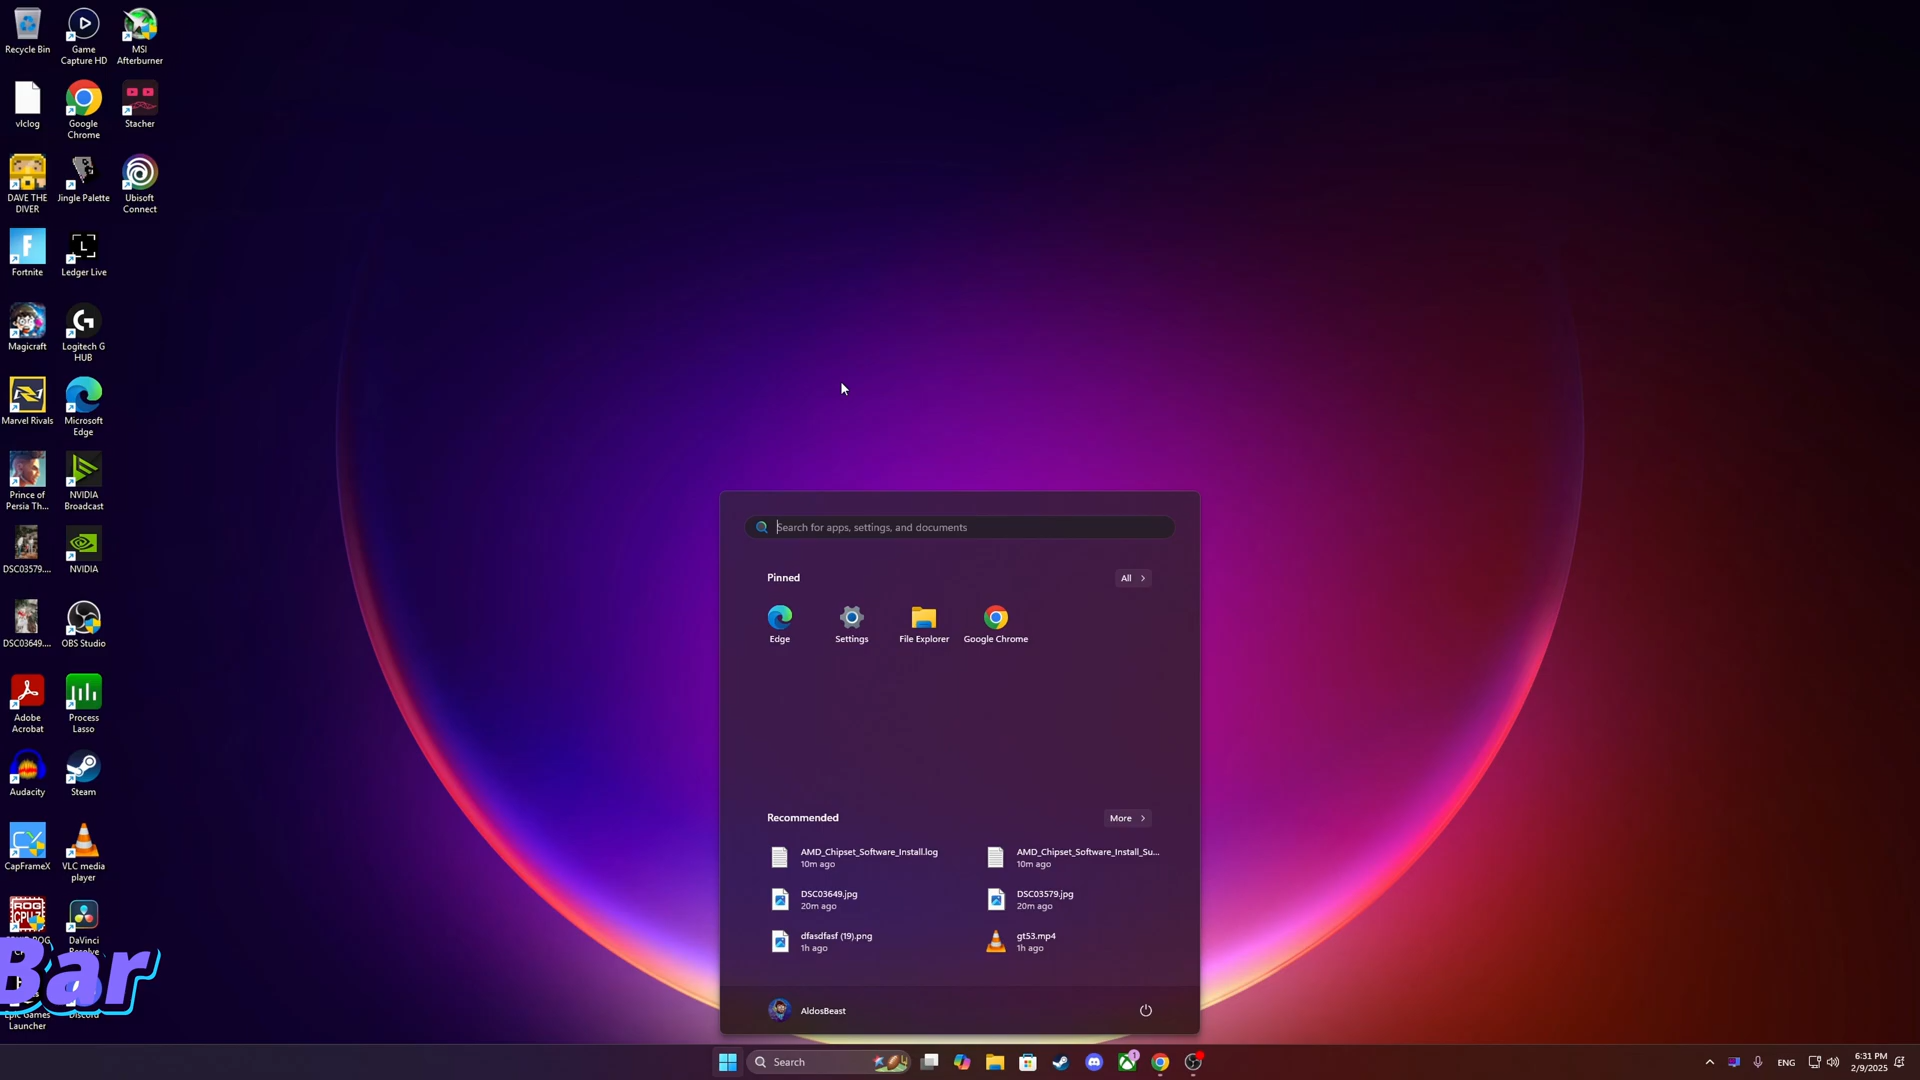 Recycle Bin
Game
Capture HD
MSI
Afterburner
vlclog
Google
Chrome
Stacher
DAVE THE
DIVER
Jingle Palette
Ubisoft
Connect
Fortnite
L
Ledger Live
Magicraft
Logitech G
HUB
Marvel Rivals
Microsoft
Edge
Prince of
Persia Th...
NVIDIA
Broadcast
DSC03579....
NVIDIA
DSC03649....
OBS Studio
Adobe
Acrobat
Process
Lasso
Audacity
Steam
CX
CapFrameX
VLC media
player
ROG
CPU-Z
DaVinci
Bar
Epic Games
Launcher
Discord
Search for apps, settings, and documents
Pinned
All
Edge
Settings
File Explorer
Google Chrome
Recommended
More
AMD_Chipset_Software_Install.log
10m ago
AMD_Chipset_Software_Install_Su...
10m ago
DSC03649.jpg
20m ago
DSC03579.jpg
20m ago
dfasdfasf (19).png
1h ago
gt53.mp4
1h ago
AldosBeast
Search
1
ENG
6:31 PM
2/9/2025